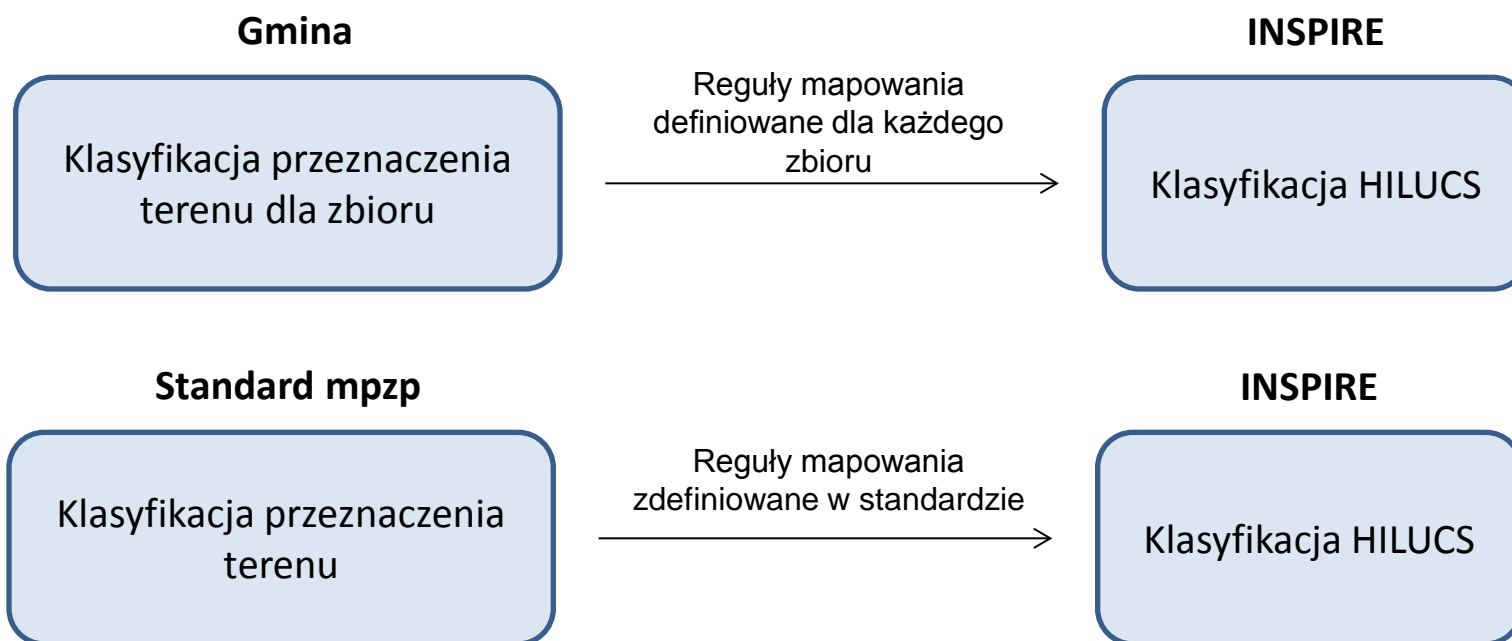 Gmina
INSPIRE
Klasyfikacja przeznaczenia
terenu dla zbioru
Reguły mapowania
definiowane dla każdego
zbioru
Klasyfikacja HILUCS
Standard mpzp
INSPIRE
Klasyfikacja przeznaczenia
terenu
Reguły mapowania
zdefiniowane w standardzie
Klasyfikacja HILUCS